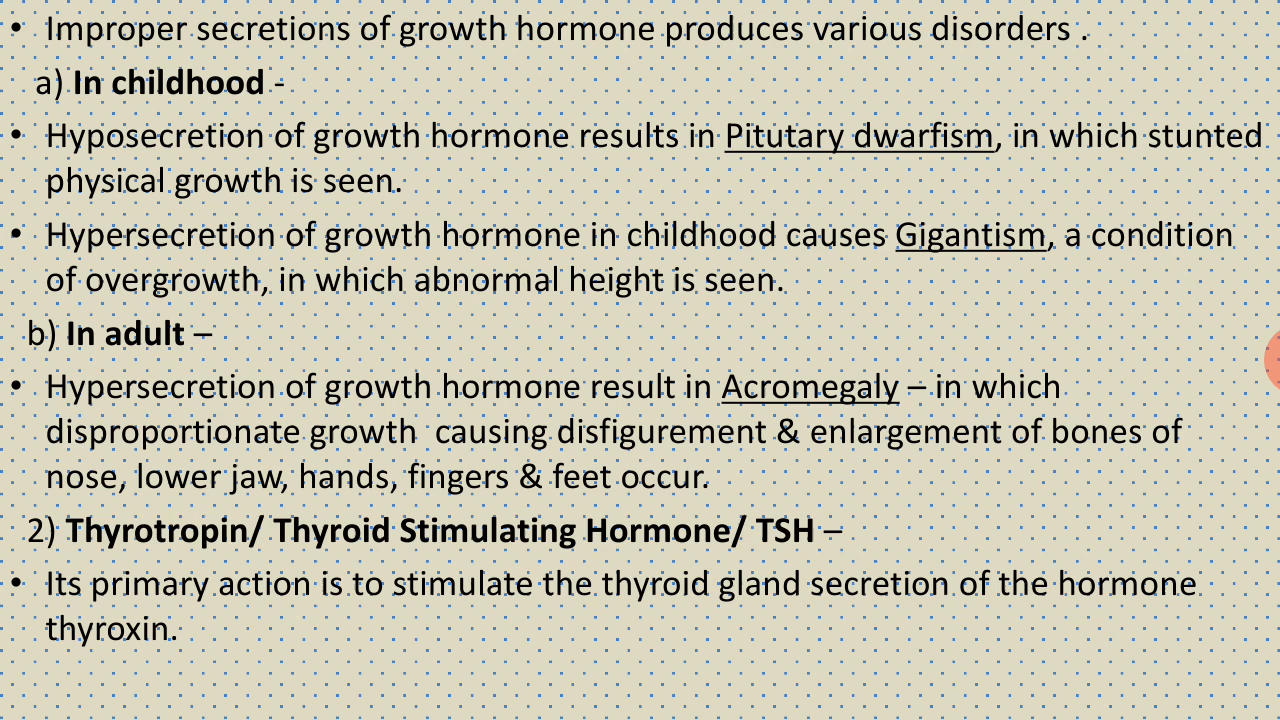 • Improper secretions of growth hormone produces various disorders .
a) In childhood -
• Hyposecretion of growth hormone results in Pitutary dwarfism, in which stunted
physical growth is seen.
• Hypersecretion of growth hormone in childhood causes Gigantism, a condition
of overgrowth, in which abnormal height is seen.
b) In adult –
• Hypersecretion of growth hormone result in Acromegaly – in which
disproportionate growth  causing disfigurement & enlargement of bones of
nose, lower jaw, hands, fingers & feet occur.
2) Thyrotropin/ Thyroid Stimulating Hormone/ TSH –
• Its primary action is to stimulate the thyroid gland secretion of the hormone
thyroxin.